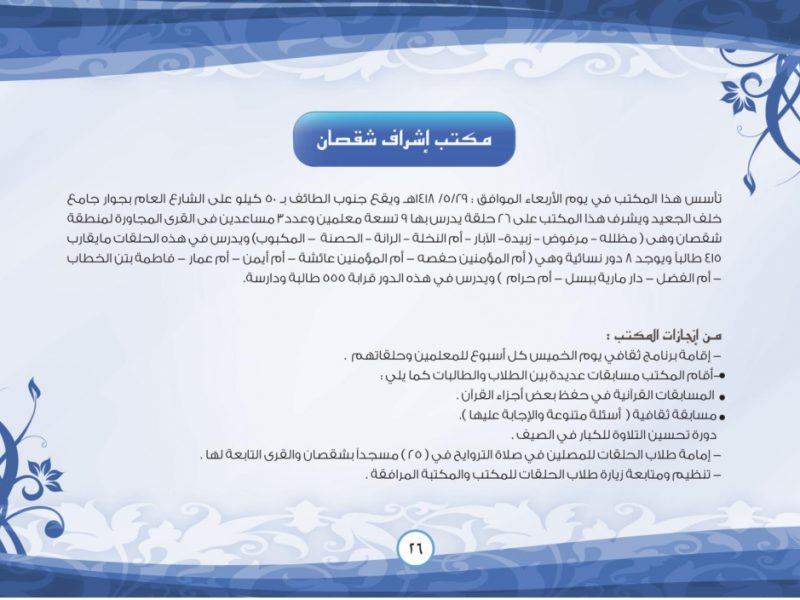 مكتب إشراف شقصان
تأسس هذا المكتب في يوم الأربعاء الموافق : ١٤١٨/٥/٢٩هـ ويقع جنوب الطائف بـ ٥٠ كيلو على الشارع العام بجوار جامع
خلف الجعيد ويشرف هذا المكتب على ٢٦ حلقة يدرس بها ٩ تسعة معلمين وعدد ٣ مساعدين فى القرى المجاورة لمنطقة
شقصان وهى ( مظلله – مرفوض – زبيدة- الآبار – أم النخلة – الرانة – الحصنة – المكبوب) ويدرس في هذه الحلقات مايقارب
٤١٥ طالباً ويوجد ٨ دور نسائية وهي ( أم المؤمنين حفصه – أم المؤمنين عائشة – أم أيمن – أم عمار – فاطمة بتن الخطاب
– أم الفضل – دار مارية ببسل – أم حرام ) ويدرس في هذه الدور قرابة ٥٥٥ طالبة ودارسة.
من إنجازات المكتب :
– إقامة برنامج ثقافي يوم الخميس كل أسبوع للمعلمين وحلقاتهم .
•-أقام المكتب مسابقات عديدة بين الطلاب والطالبات كما يلي :
• المسابقات القرآنية في حفظ بعض أجزاء القرآن .
• مسابقة ثقافية ( أسئلة متنوعة والإجابة عليها ).
دورة تحسين التلاوة للكبار في الصيف .
– إمامة طلاب الحلقات للمصلين في صلاة التروايح في ( ٢٥ ) مسجداً بشقصان والقرى التابعة لها .
– تنظيم ومتابعة زيارة طلاب الحلقات للمكتب والمكتبة المرافقة .
٢٦